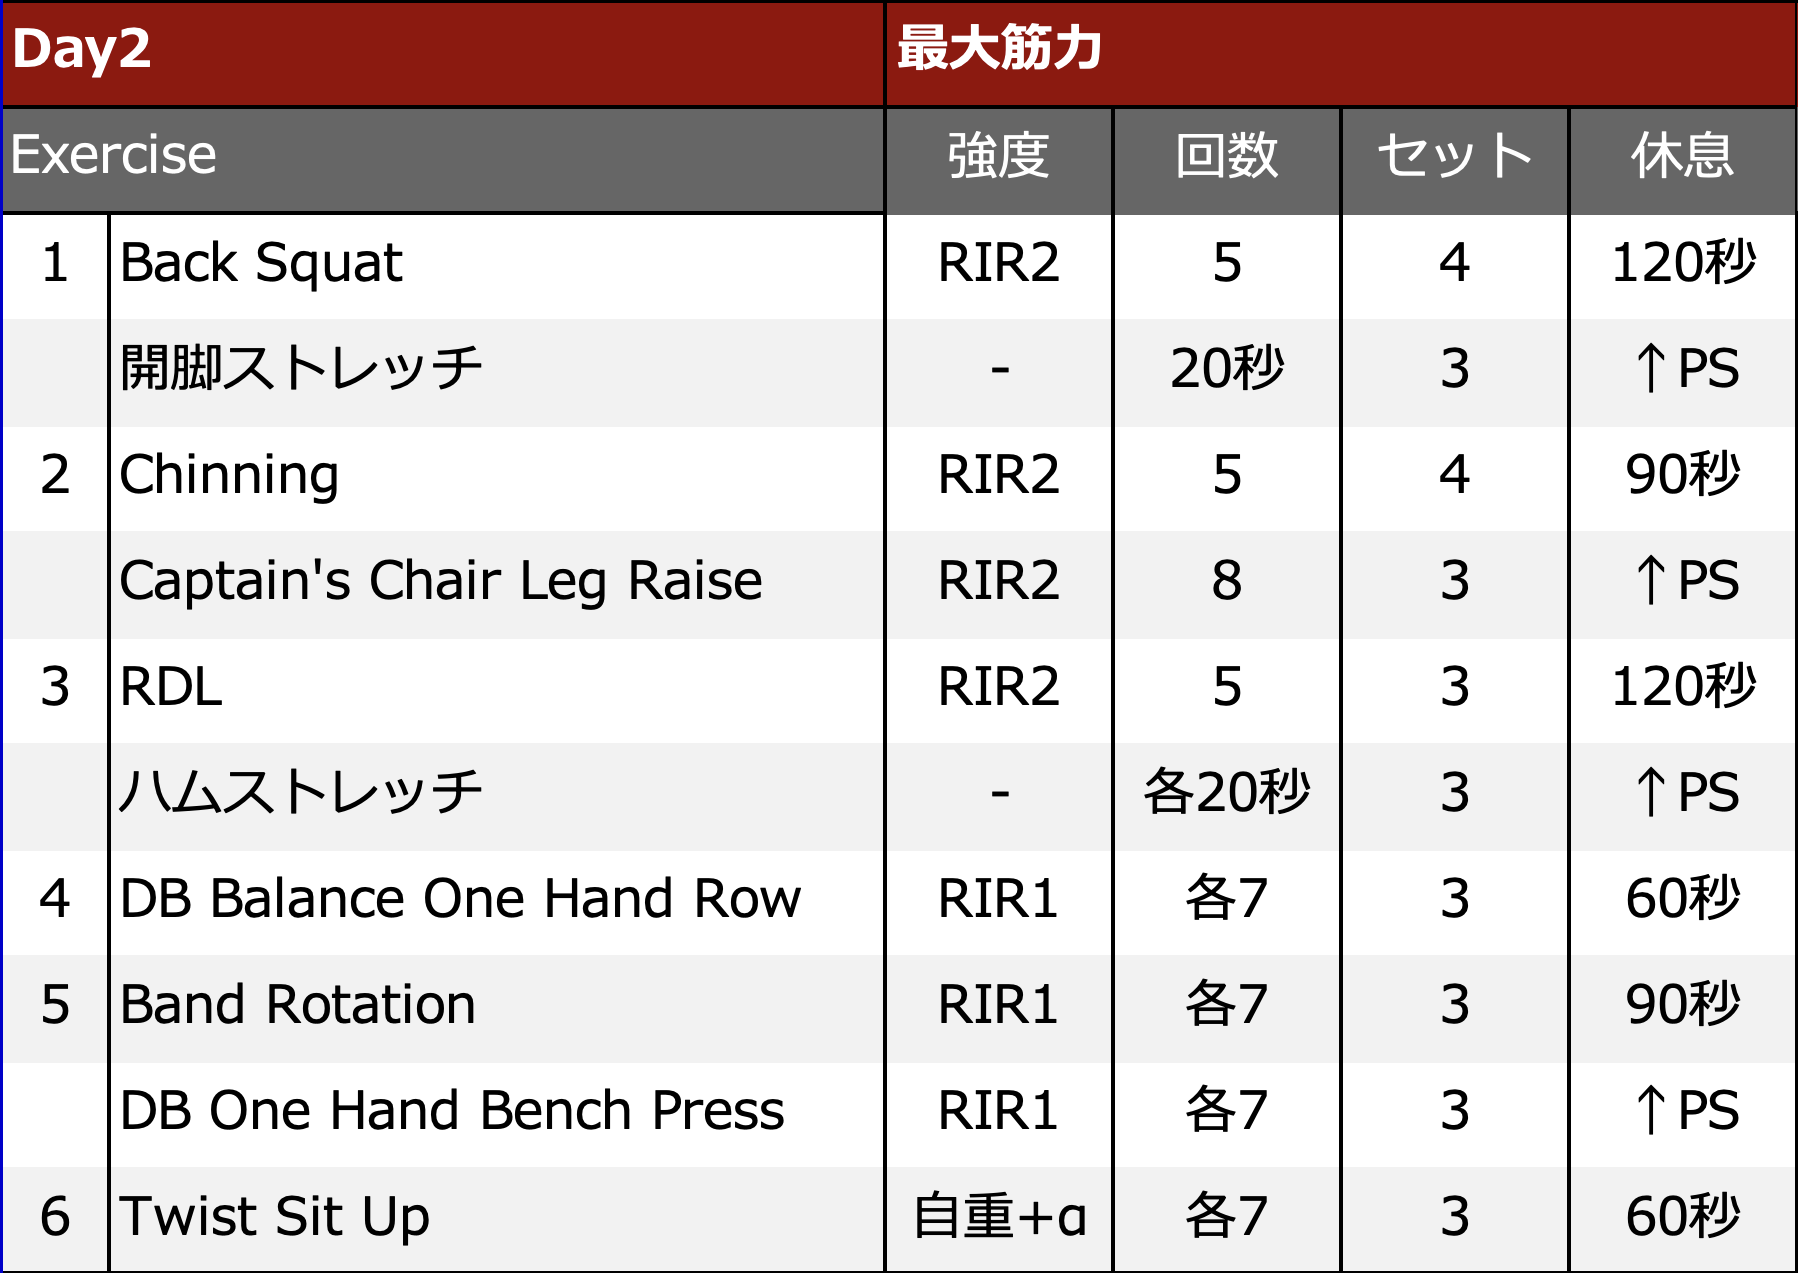 Day2 最大筋力
Exercise 強度 回数 セット 休息
1 Back Squat RIR2 5 4 120秒
開脚ストレッチ - 20秒 3 ↑PS
2 Chinning RIR2 5 4 90秒
Captain's Chair Leg Raise RIR2 8 3 ↑PS
3 RDL RIR2 5 3 120秒
ハムストレッチ - 各20秒 3 ↑PS
4 DB Balance One Hand Row RIR1 各7 3 60秒
5 Band Rotation RIR1 各7 3 90秒
DB One Hand Bench Press RIR1 各7 3 ↑PS
6 Twist Sit Up 自重+α 各7 3 60秒